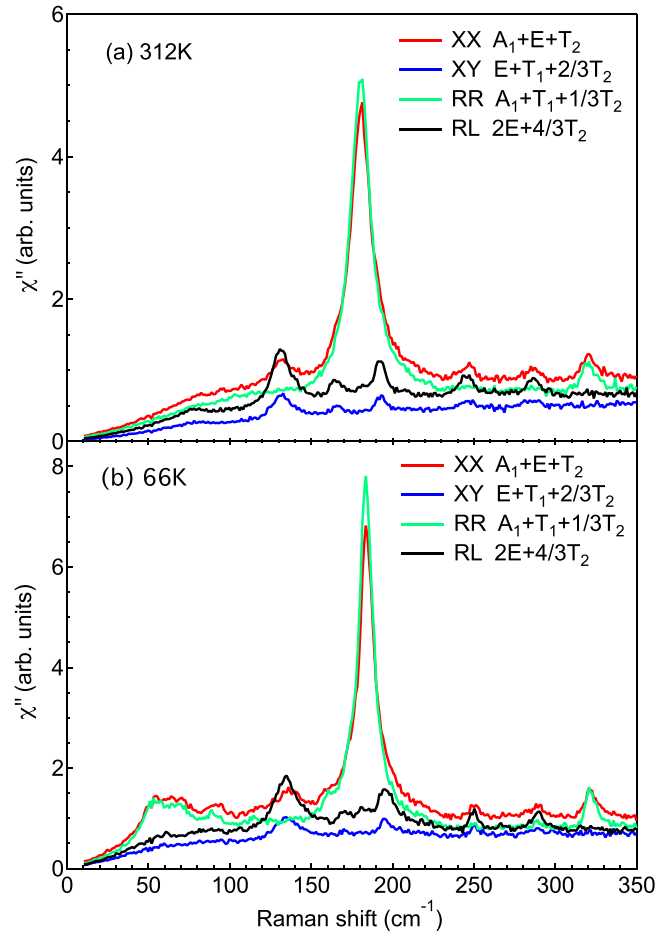 6
(a) 312K
XX A₁+E+T₂
XY E+T₁+2/3T₂
RR A₁+T₁+1/3T₂
RL 2E+4/3T₂
4
χ'' (arb. units)
2
0
8
(b) 66K
XX A₁+E+T₂
XY E+T₁+2/3T₂
RR A₁+T₁+1/3T₂
RL 2E+4/3T₂
6
χ'' (arb. units)
4
2
0
0 50 100 150 200 250 300 350
Raman shift (cm⁻¹)